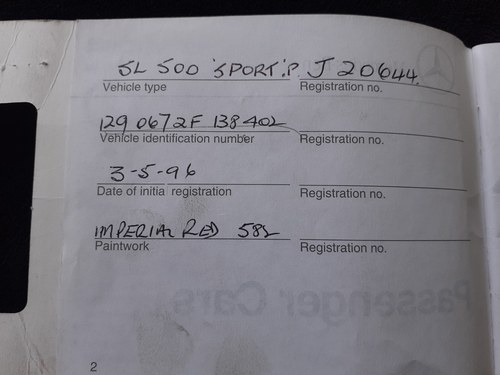 SL 500 'SPORT'.P. J 20644
Vehicle type Registration no.
129 0672F 138402
Vehicle identification number Registration no.
3-5-96
Date of initia registration Registration no.
IMPERIAL RED 582
Paintwork Registration no.
Passenger Cars
2